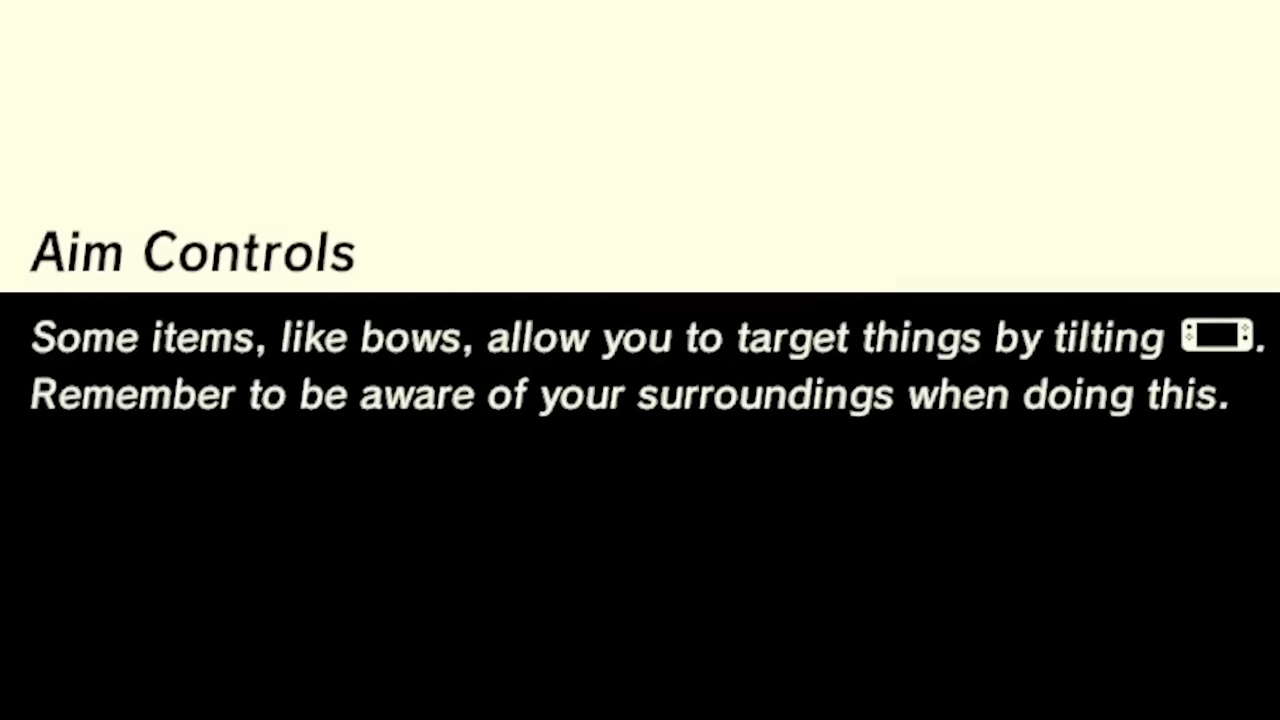 Aim Controls
Some items, like bows, allow you to target things by tilting .
Remember to be aware of your surroundings when doing this.